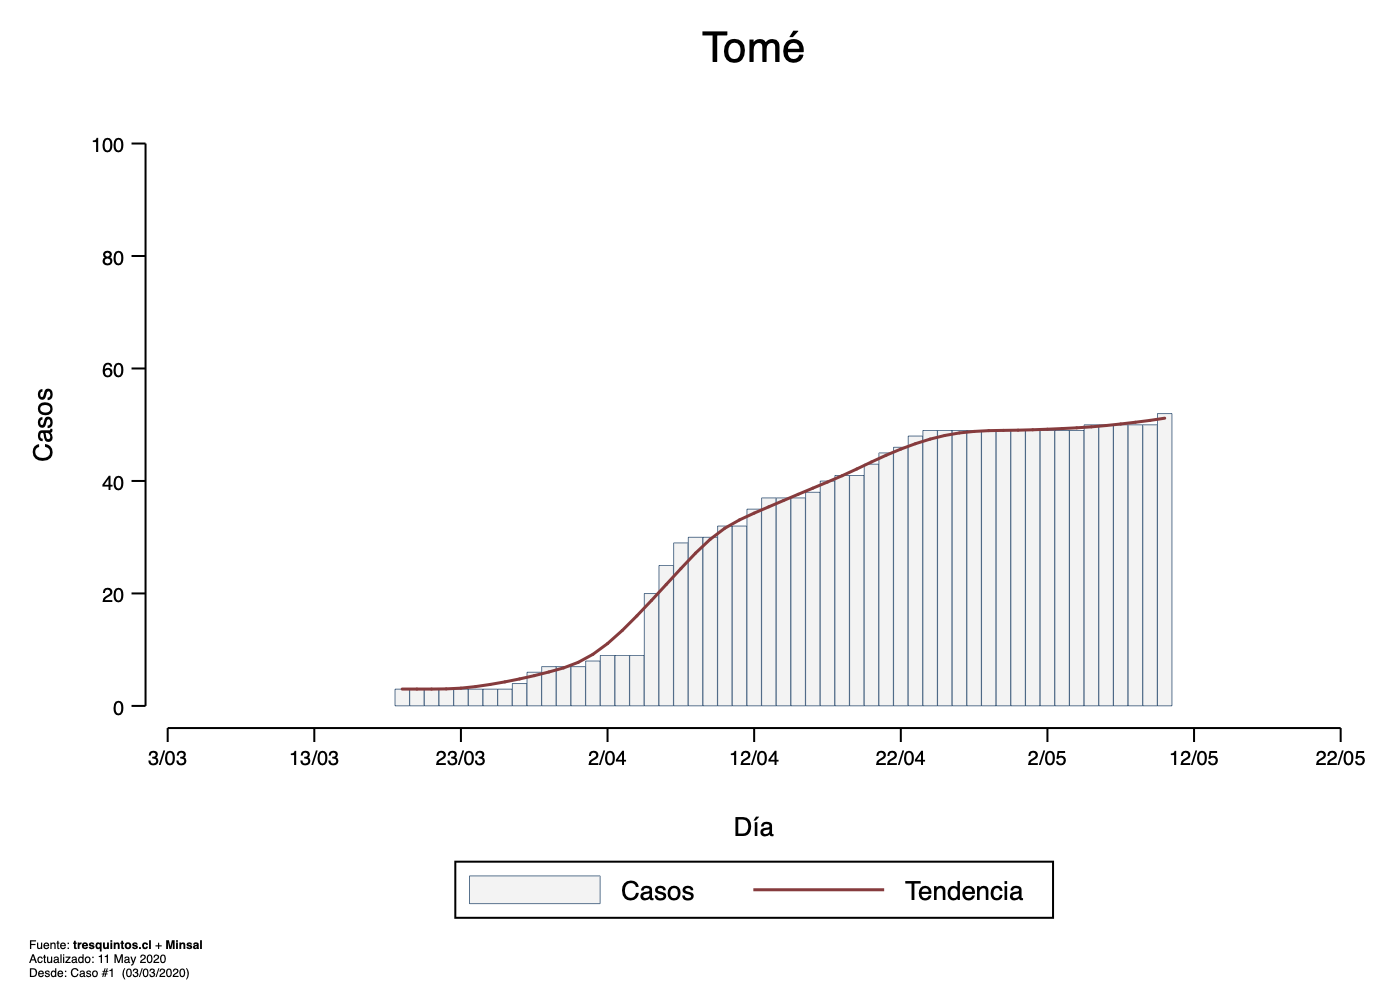 Tomé
100
80
60
40
20
0
Casos
3/03 13/03 23/03 2/04 12/04 22/04 2/05 12/05 22/05
Día
Casos Tendencia
Fuente: tresquintos.cl + Minsal
Actualizado: 11 May 2020
Desde: Caso #1 (03/03/2020)